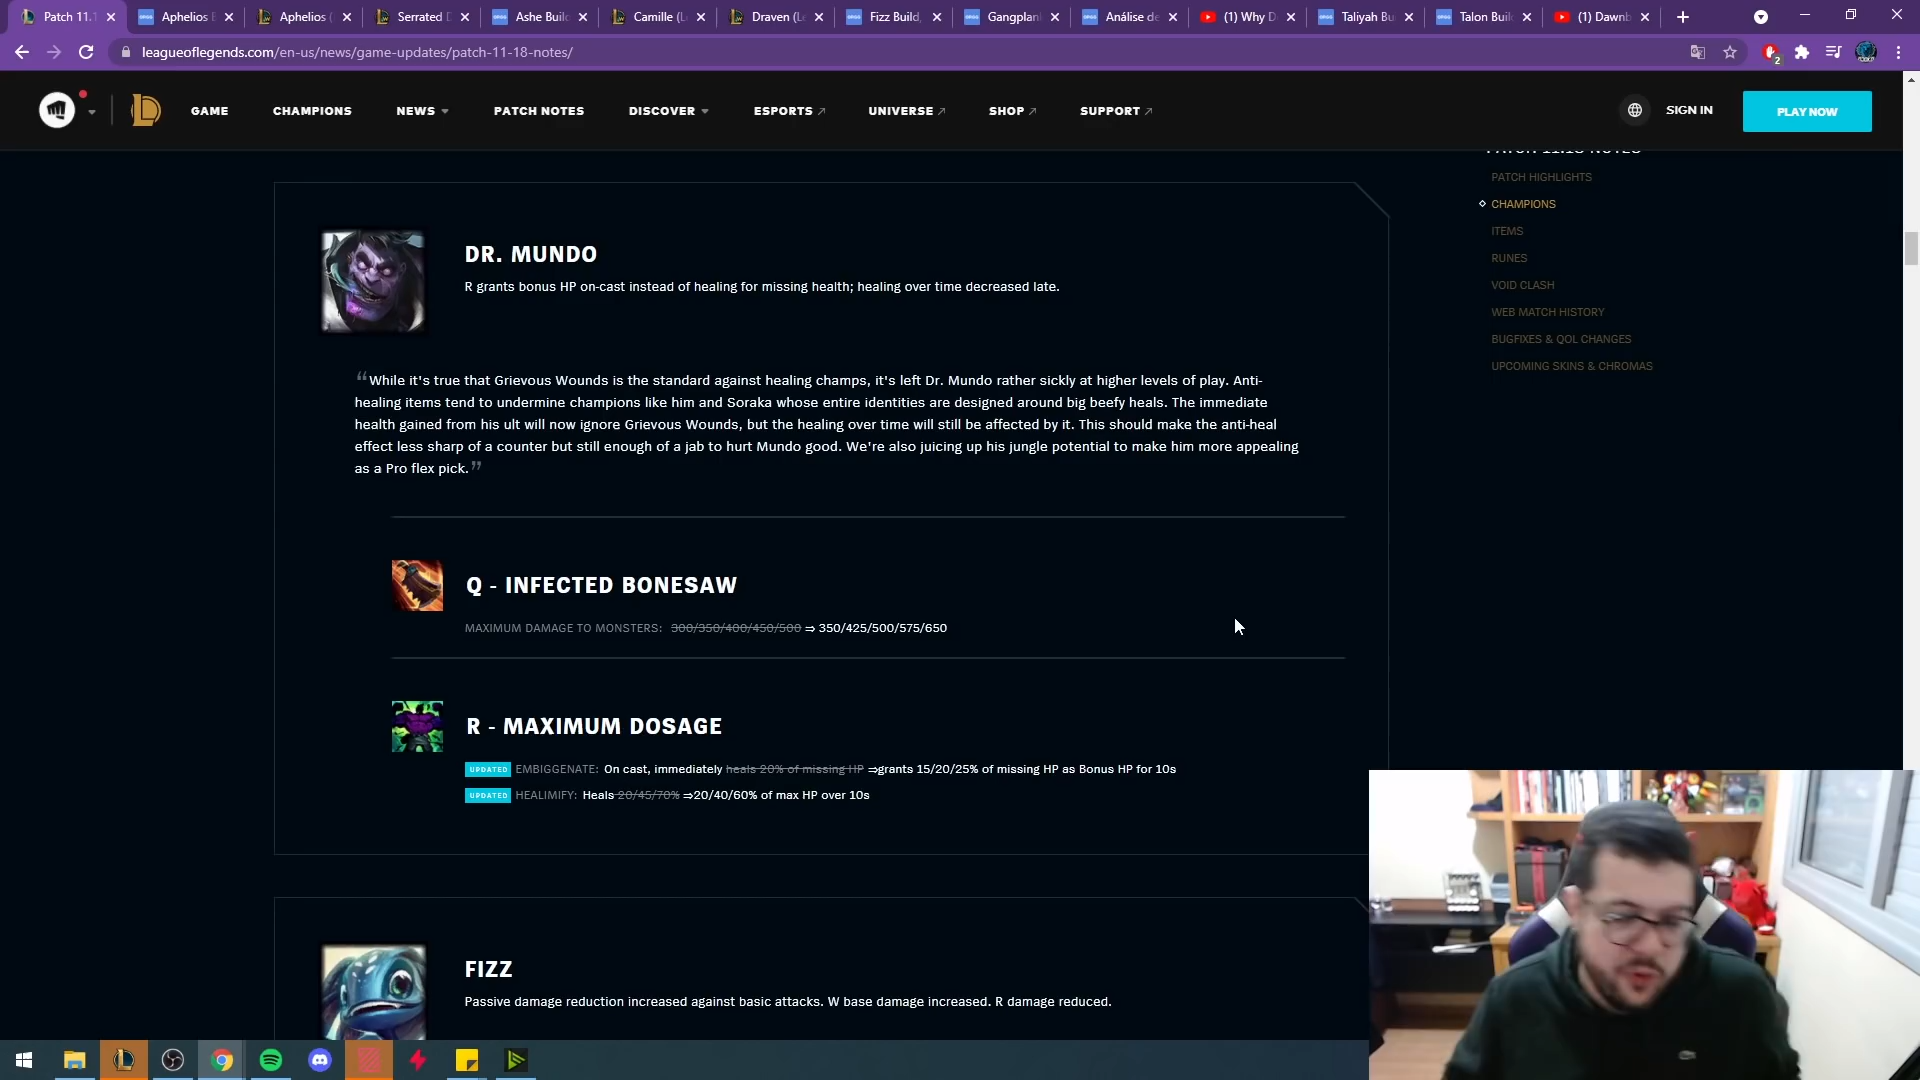 Patch 11.1
Aphelios B
Aphelios (
Serrated D
Ashe Buil
Camille (L
Draven (Le
Fizz Build,
Gangplan
Análise de
(1) Why D
Taliyah Bu
Talon Buil
(1) Dawnb
leagueoflegends.com/en-us/news/game-updates/patch-11-18-notes/
2
GAME
CHAMPIONS
NEWS
PATCH NOTES
DISCOVER
ESPORTS
UNIVERSE
SHOP
SUPPORT
SIGN IN
PLAY NOW
PATCH 11.18 NOTES
PATCH HIGHLIGHTS
CHAMPIONS
ITEMS
RUNES
VOID CLASH
WEB MATCH HISTORY
BUGFIXES & QOL CHANGES
UPCOMING SKINS & CHROMAS
DR. MUNDO
R grants bonus HP on-cast instead of healing for missing health; healing over time decreased late.
“While it's true that Grievous Wounds is the standard against healing champs, it's left Dr. Mundo rather sickly at higher levels of play. Anti-
healing items tend to undermine champions like him and Soraka whose entire identities are designed around big beefy heals. The immediate
health gained from his ult will now ignore Grievous Wounds, but the healing over time will still be affected by it. This should make the anti-heal
effect less sharp of a counter but still enough of a jab to hurt Mundo good. We're also juicing up his jungle potential to make him more appealing
as a Pro flex pick.”
Q - INFECTED BONESAW
MAXIMUM DAMAGE TO MONSTERS: 300/350/400/450/500 ⇒ 350/425/500/575/650
R - MAXIMUM DOSAGE
UPDATED EMBIGGENATE: On cast, immediately heals 20% of missing HP ⇒grants 15/20/25% of missing HP as Bonus HP for 10s
UPDATED HEALIMIFY: Heals 20/45/70% ⇒20/40/60% of max HP over 10s
FIZZ
Passive damage reduction increased against basic attacks. W base damage increased. R damage reduced.